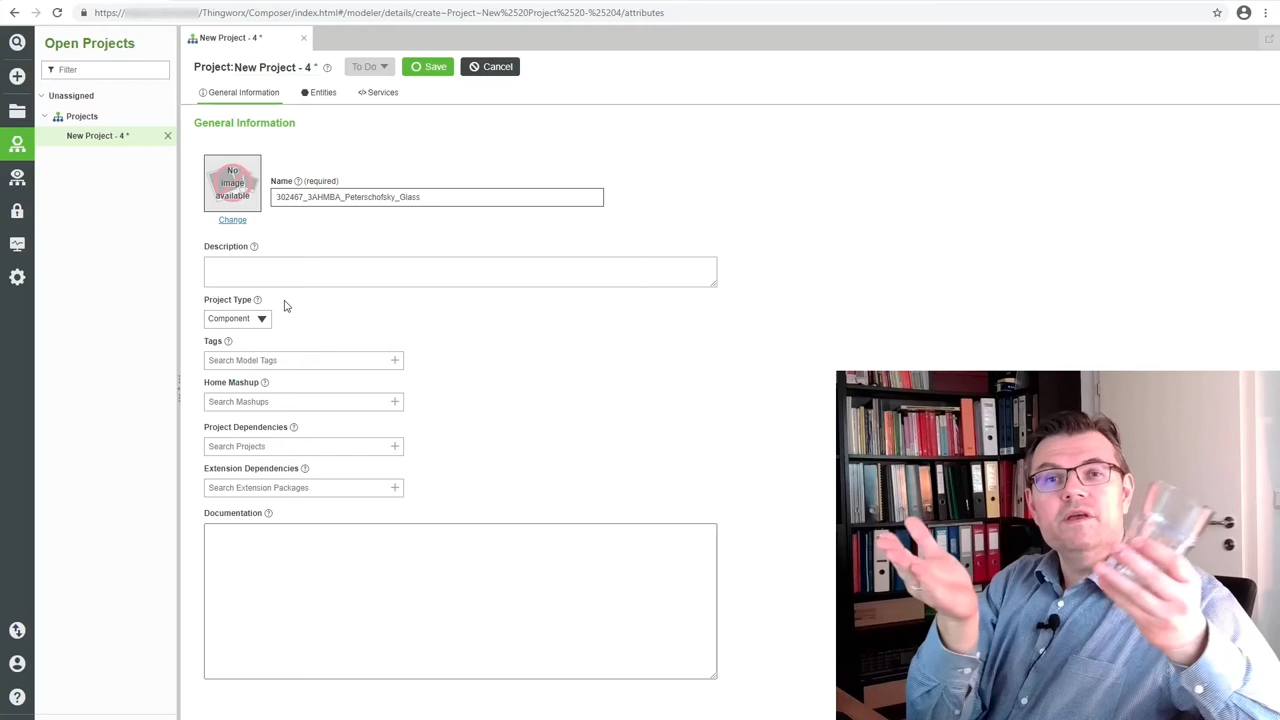 https://
/Thingworx/Composer/index.html#/modeler/details/create~Project~New%2520Project%2520-%25204/attributes
Open Projects
Filter
Unassigned
Projects
New Project - 4 *
New Project - 4 *
Project:New Project - 4 *
To Do
Save
Cancel
General Information
Entities
</> Services
General Information
No image available
Change
Name (required)
302467_3AHMBA_Peterschofsky_Glass
Description
Project Type
Component
Tags
Search Model Tags
Home Mashup
Search Mashups
Project Dependencies
Search Projects
Extension Dependencies
Search Extension Packages
Documentation